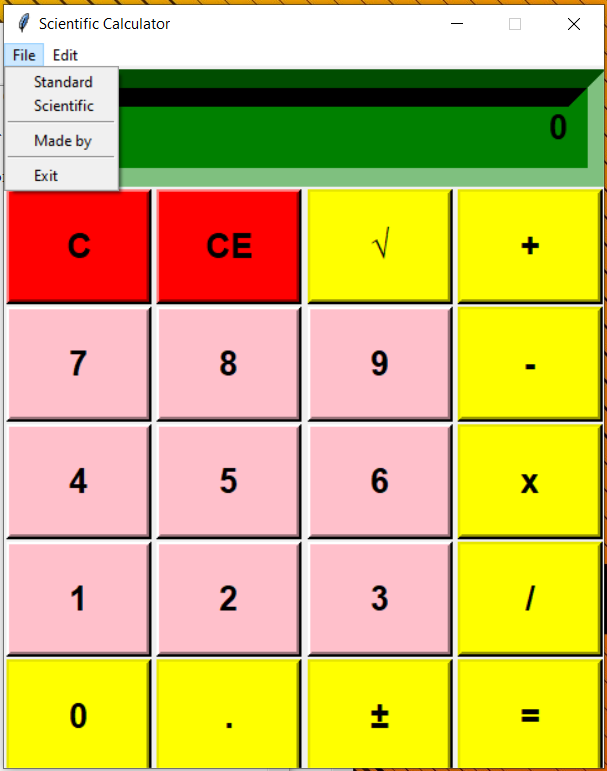 Scientific Calculator
File Edit
Standard
Scientific
Made by
Exit
0
C CE √ +
7 8 9 -
4 5 6 x
1 2 3 /
0 . ± =